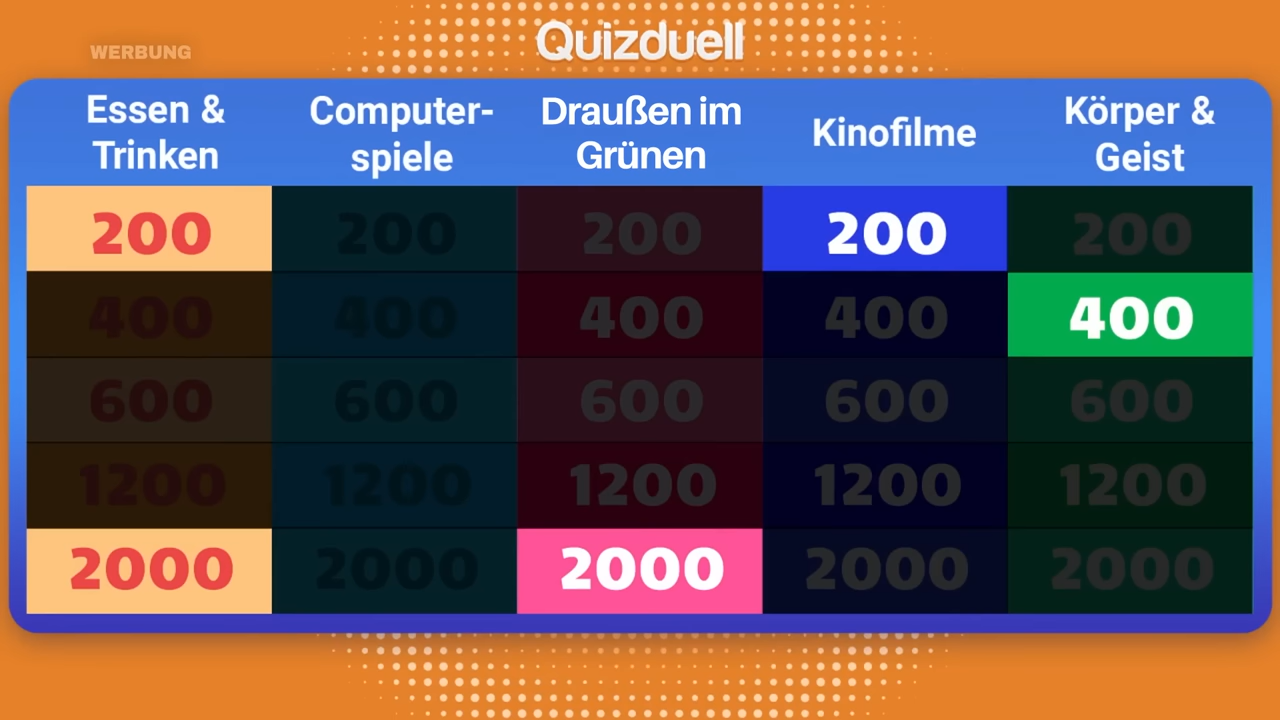 WERBUNG
Quizduell
Essen &
Trinken
Computer-
spiele
Draußen im
Grünen
Kinofilme
Körper &
Geist
200 200 200 200 200
400 400 400 400 400
600 600 600 600 600
1200 1200 1200 1200 1200
2000 2000 2000 2000 2000